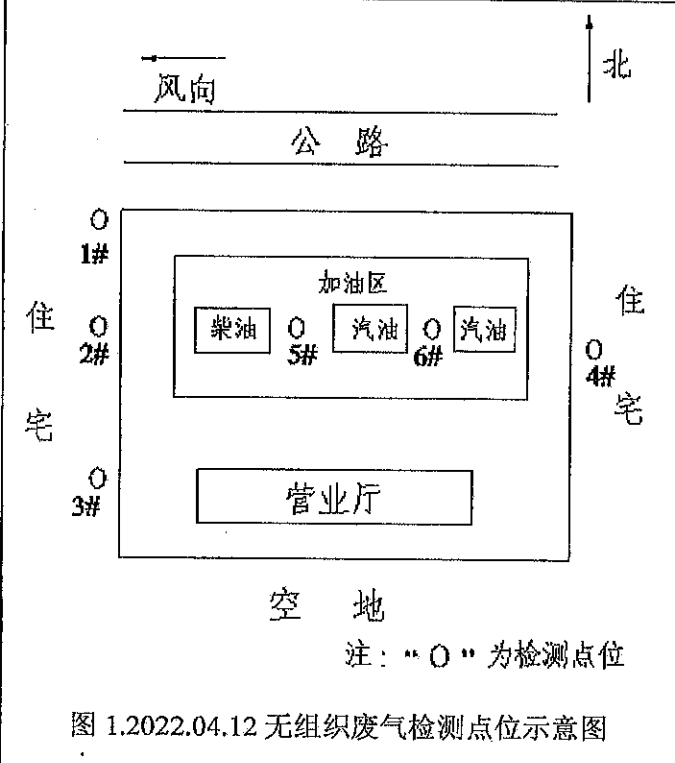 北
风向
公 路
1#
加油区
住 宅
柴油
5#
汽油
6#
汽油
2#
住 宅
4#
3#
营业厅
空 地
注：“O”为检测点位
图 1.2022.04.12 无组织废气检测点位示意图